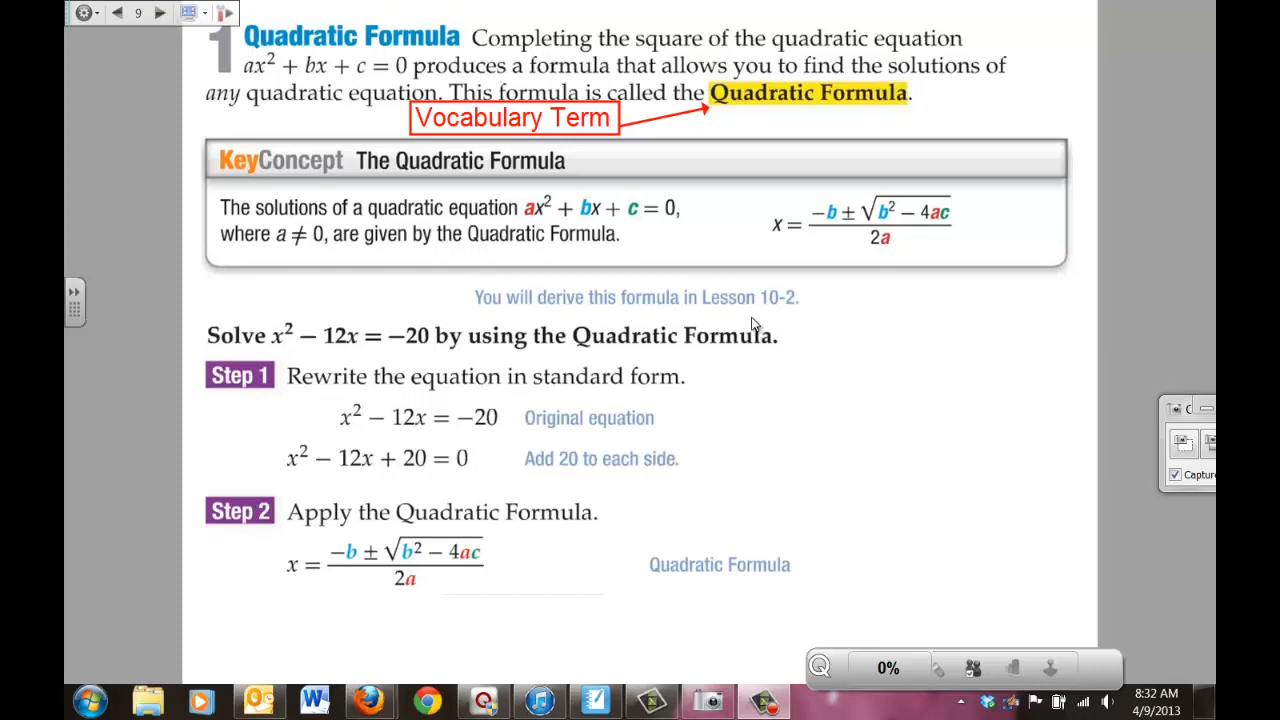 9
1 Quadratic Formula Completing the square of the quadratic equation
ax² + bx + c = 0 produces a formula that allows you to find the solutions of
any quadratic equation. This formula is called the Quadratic Formula.
Vocabulary Term
KeyConcept The Quadratic Formula
The solutions of a quadratic equation ax² + bx + c = 0,
where a ≠ 0, are given by the Quadratic Formula.
x = (−b ± √(b² − 4ac)) / 2a
You will derive this formula in Lesson 10-2.
Solve x² − 12x = −20 by using the Quadratic Formula.
Step 1 Rewrite the equation in standard form.
x² − 12x = −20 Original equation
x² − 12x + 20 = 0 Add 20 to each side.
Step 2 Apply the Quadratic Formula.
x = (−b ± √(b² − 4ac)) / 2a Quadratic Formula
C
Capture
0%
8:32 AM
4/9/2013